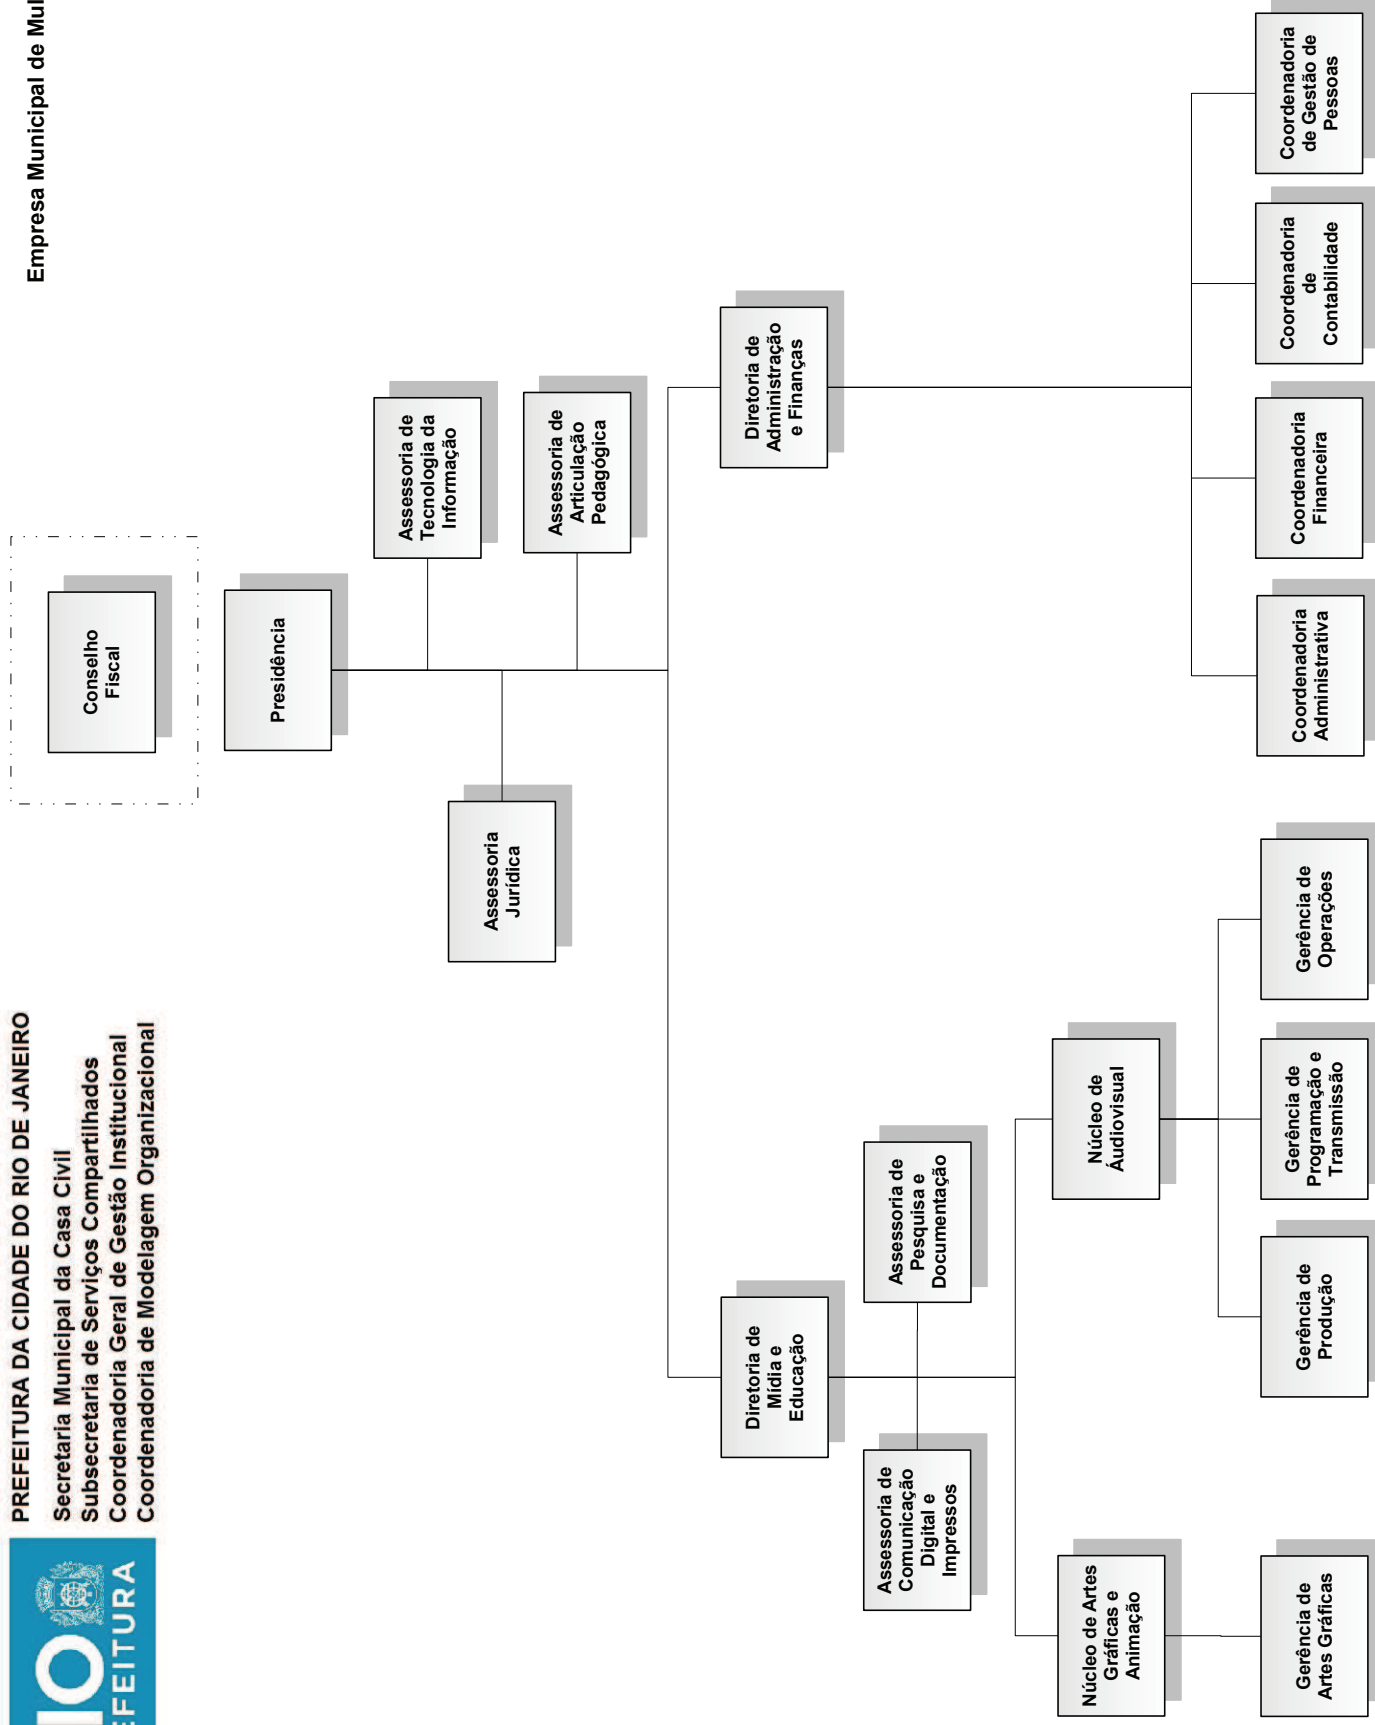 PREFEITURA DA CIDADE DO RIO DE JANEIRO
Secretaria Municipal da Casa Civil
Subsecretaria de Serviços Compartilhados
Coordenadoria Geral de Gestão Institucional
Coordenadoria de Modelagem Organizacional
Empresa Municipal de Mul
Conselho
Fiscal
Presidência
Assessoria de
Tecnologia da
Informação
Assessoria
Jurídica
Assessoria de
Articulação
Pedagógica
Diretoria de
Mídia e
Educação
Diretoria de
Administração
e Finanças
Assessoria de
Comunicação
Digital e
Impressos
Assessoria de
Pesquisa e
Documentação
Núcleo de Artes
Gráficas e
Animação
Núcleo de
Áudiovisual
Gerência de
Artes Gráficas
Gerência de
Produção
Gerência de
Programação e
Transmissão
Gerência de
Operações
Coordenadoria
Administrativa
Coordenadoria
Financeira
Coordenadoria
de
Contabilidade
Coordenadoria
de Gestão de
Pessoas